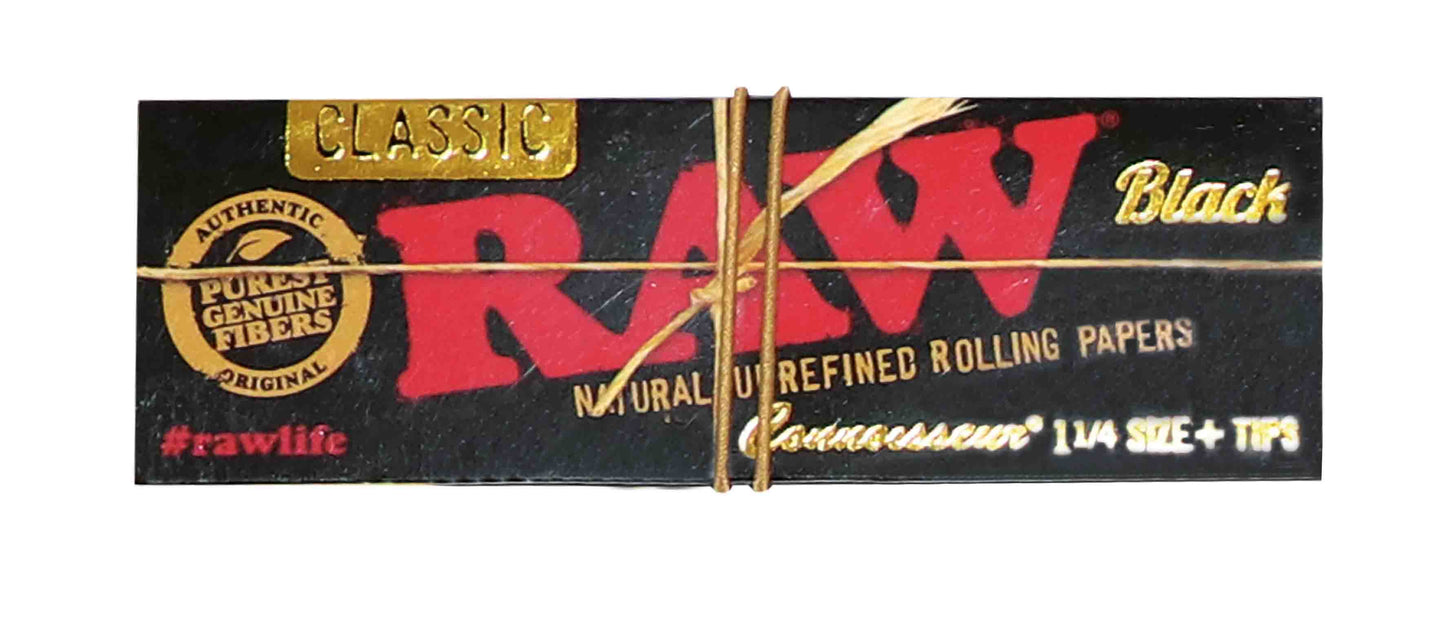 CLASSIC
RAW®
Black
AUTHENTIC
PUREST
GENUINE
FIBERS
ORIGINAL
NATURAL UNREFINED ROLLING PAPERS
#rawlife
Connoisseur® 1 1/4 SIZE + TIPS